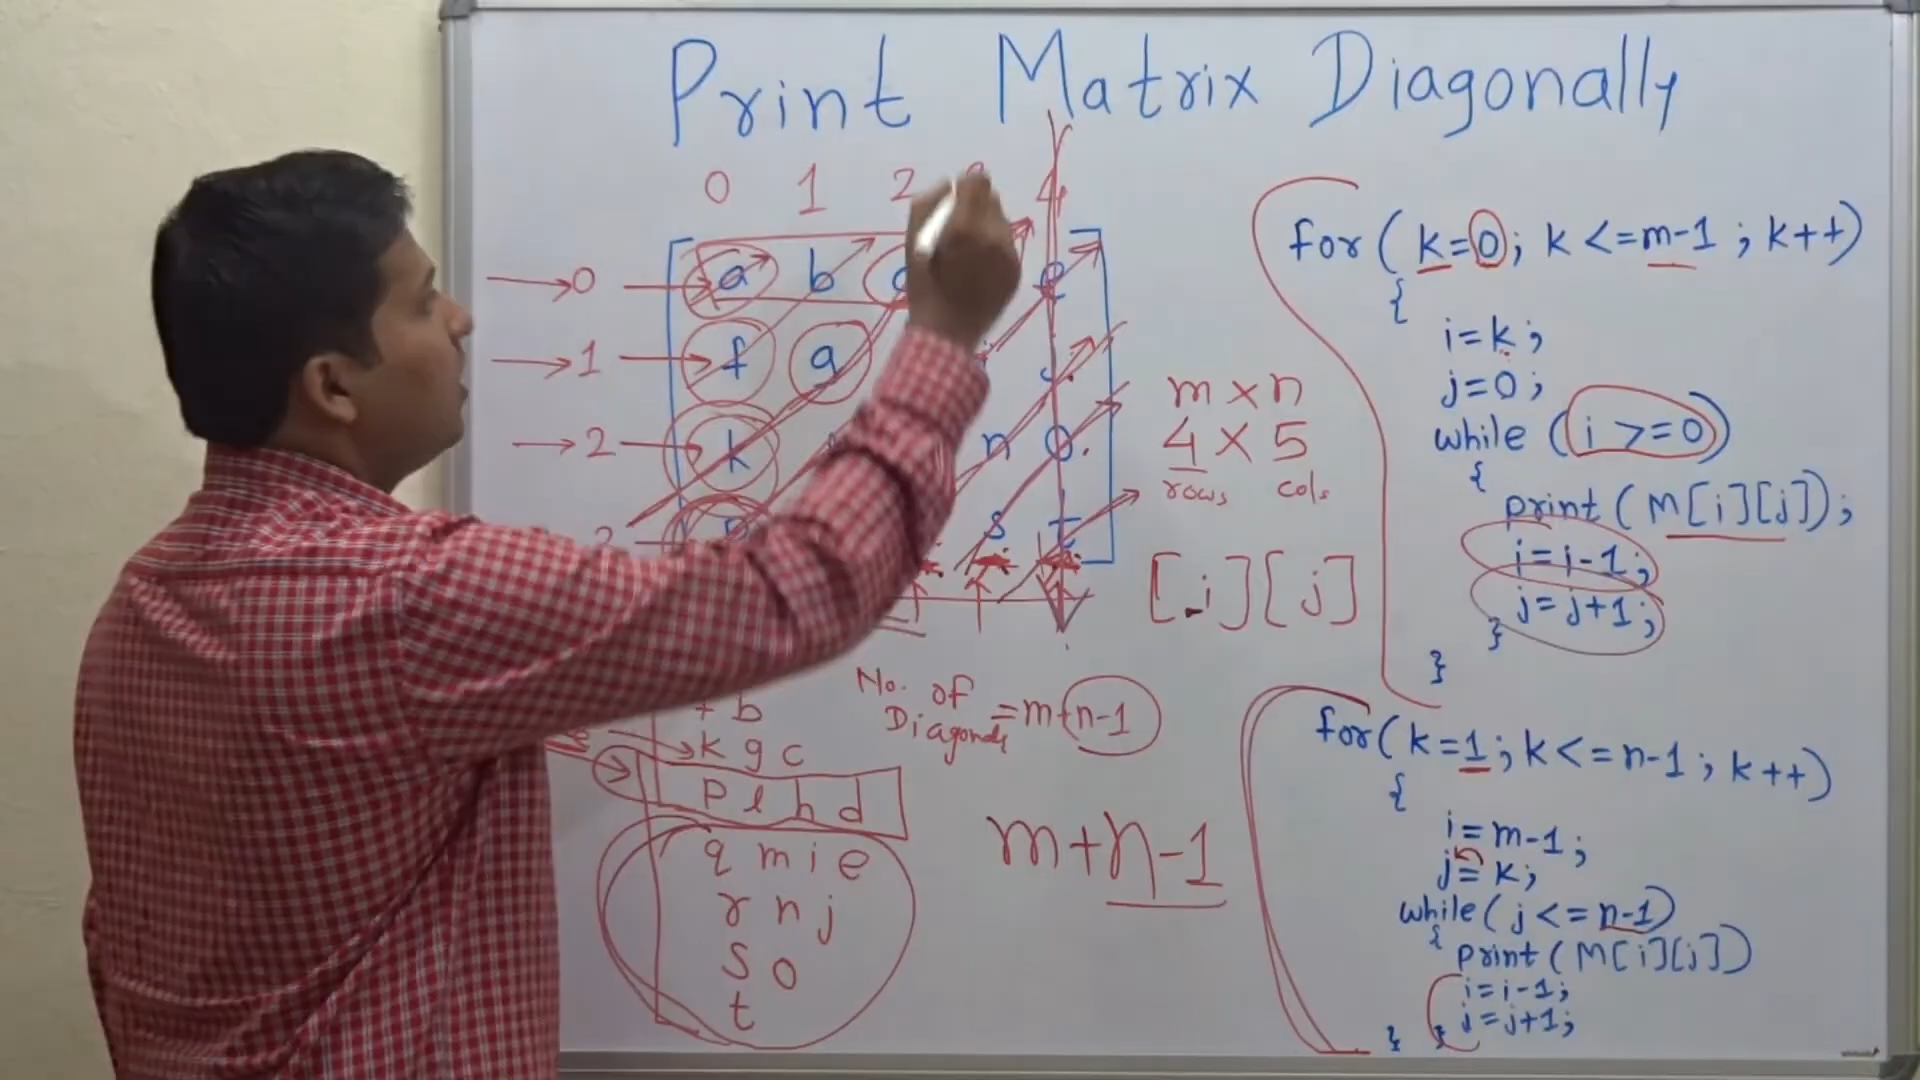 Print Matrix Diagonally
0 1 2 4
0 a b e
1 f g
2 k n o
s t
m x n
4 x 5
rows cols
[i][j]
No. of Diagonals = m+n-1
b
k g c
p l h d
q m i e
r n j
s o
t
m+n-1
for( k=0; k<=m-1 ; k++)
{
i=k;
j=0;
while ( i >=0)
{
print ( M[i][j]);
i=i-1;
j=j+1;
}
}
for( k=1; k<=n-1 ; k++)
{
i=m-1;
j=k;
while( j<=n-1)
{
print( M[i][j])
i=i-1;
j=j+1;
}
}